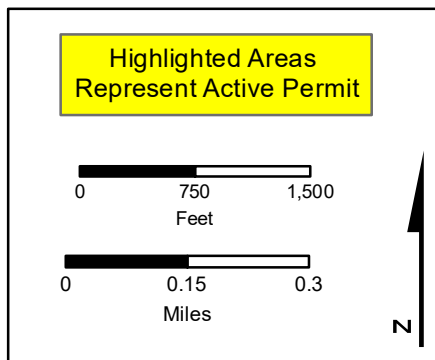 Highlighted Areas
Represent Active Permit
0 750 1,500
Feet
0 0.15 0.3
Miles
N